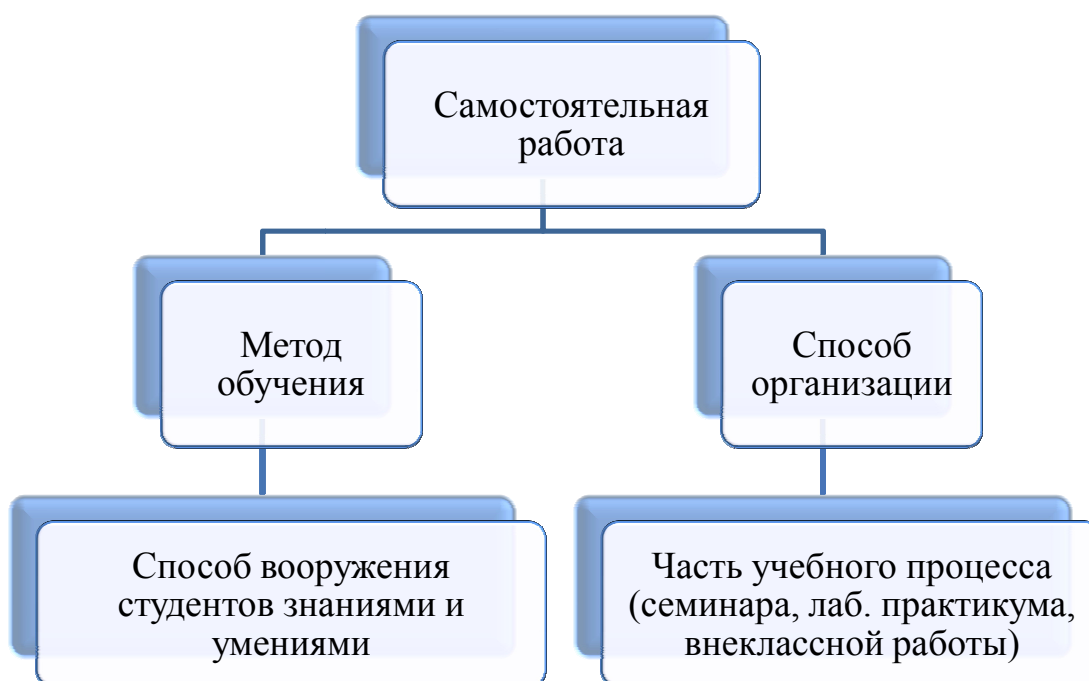 Самостоятельная
работа
Метод
обучения
Способ
организации
Способ вооружения
студентов знаниями и
умениями
Часть учебного процесса
(семинара, лаб. практикума,
внеклассной работы)